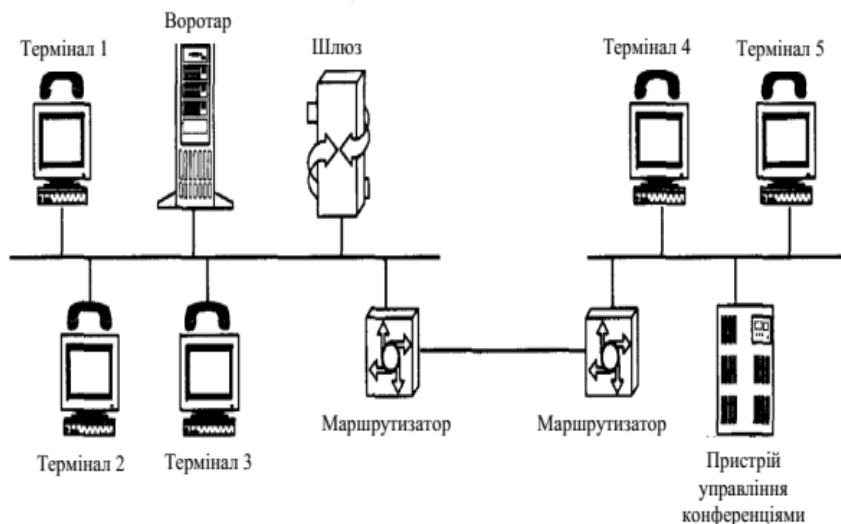 Воротар
Термінал 1
Шлюз
Термінал 4
Термінал 5
Маршрутизатор
Маршрутизатор
Термінал 2
Термінал 3
Пристрій
управління
конференціями